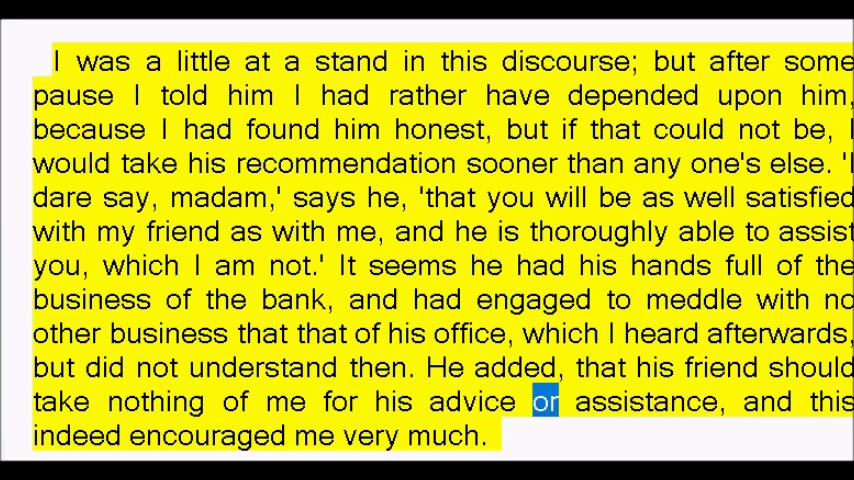 I was a little at a stand in this discourse; but after some
pause I told him I had rather have depended upon him,
because I had found him honest, but if that could not be, I
would take his recommendation sooner than any one's else. 'I
dare say, madam,' says he, 'that you will be as well satisfied
with my friend as with me, and he is thoroughly able to assist
you, which I am not.' It seems he had his hands full of the
business of the bank, and had engaged to meddle with no
other business that that of his office, which I heard afterwards,
but did not understand then. He added, that his friend should
take nothing of me for his advice or assistance, and this
indeed encouraged me very much.